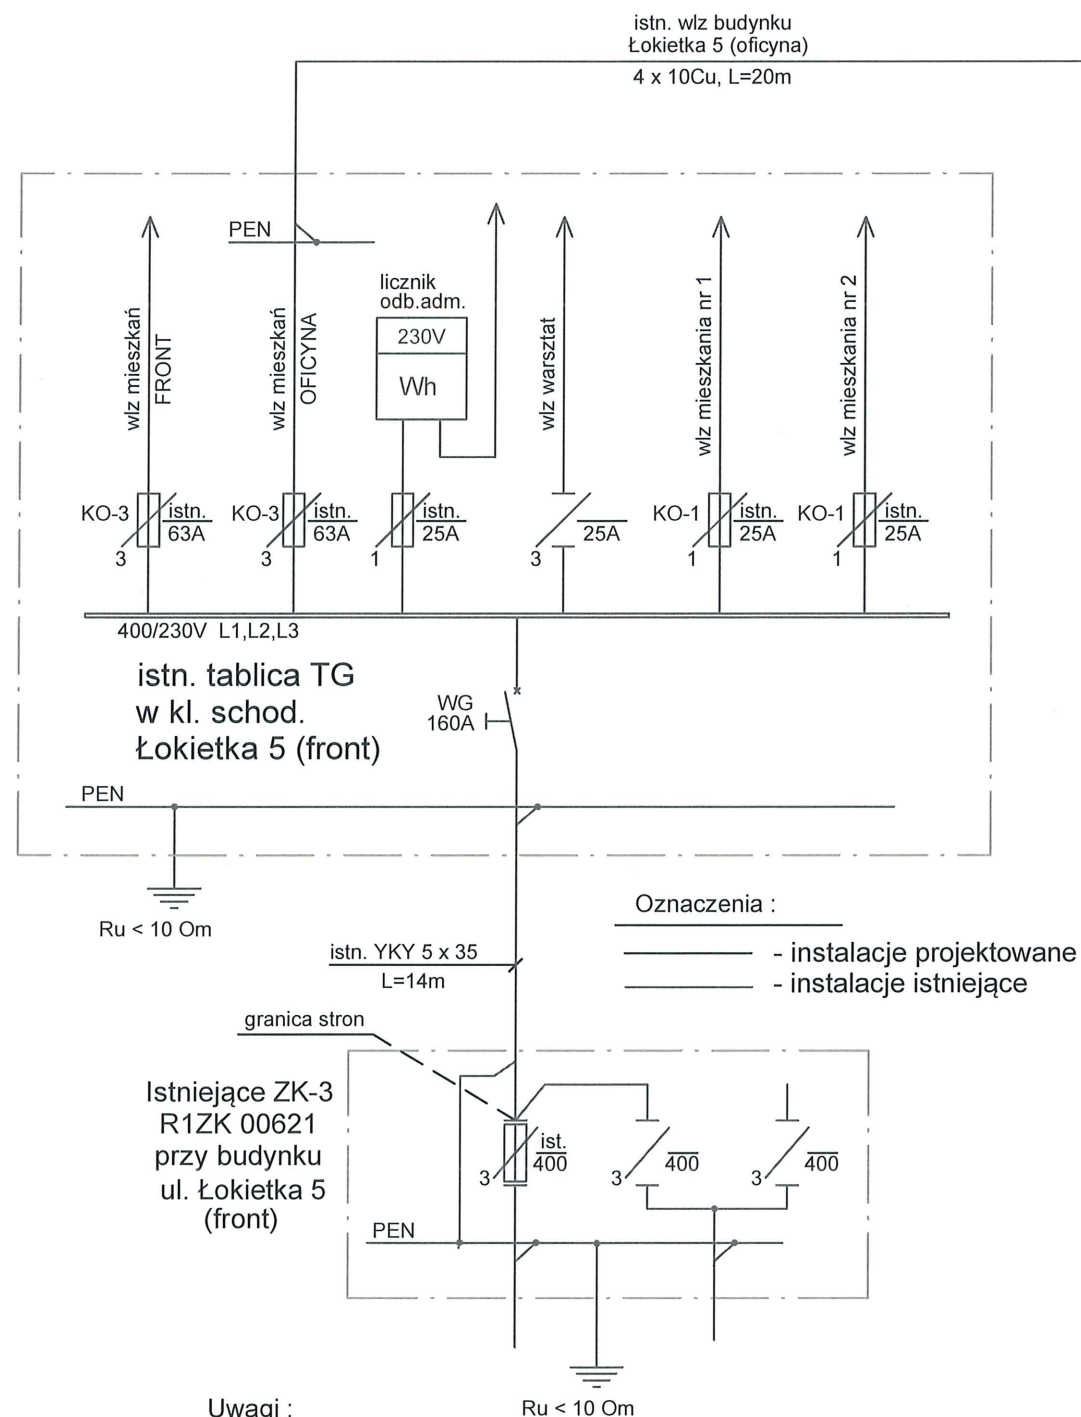 istn. wlz budynku
Łokietka 5 (oficyna)
4 x 10Cu, L=20m
PEN
licznik
odb.adm.
230V
Wh
wlz mieszkań
FRONT
wlz mieszkań
OFICYNA
wlz warsztat
wlz mieszkania nr 1
wlz mieszkania nr 2
KO-3
istn.
63A
3
KO-3
istn.
63A
3
istn.
25A
1
25A
3
KO-1
istn.
25A
1
KO-1
istn.
25A
1
400/230V L1,L2,L3
istn. tablica TG
w kl. schod.
Łokietka 5 (front)
WG
160A
PEN
Ru < 10 Om
Oznaczenia :
- instalacje projektowane
- instalacje istniejące
istn. YKY 5 x 35
L=14m
granica stron
Istniejące ZK-3
R1ZK 00621
przy budynku
ul. Łokietka 5
(front)
ist.
400
3
400
3
400
3
PEN
Ru < 10 Om
Uwagi :